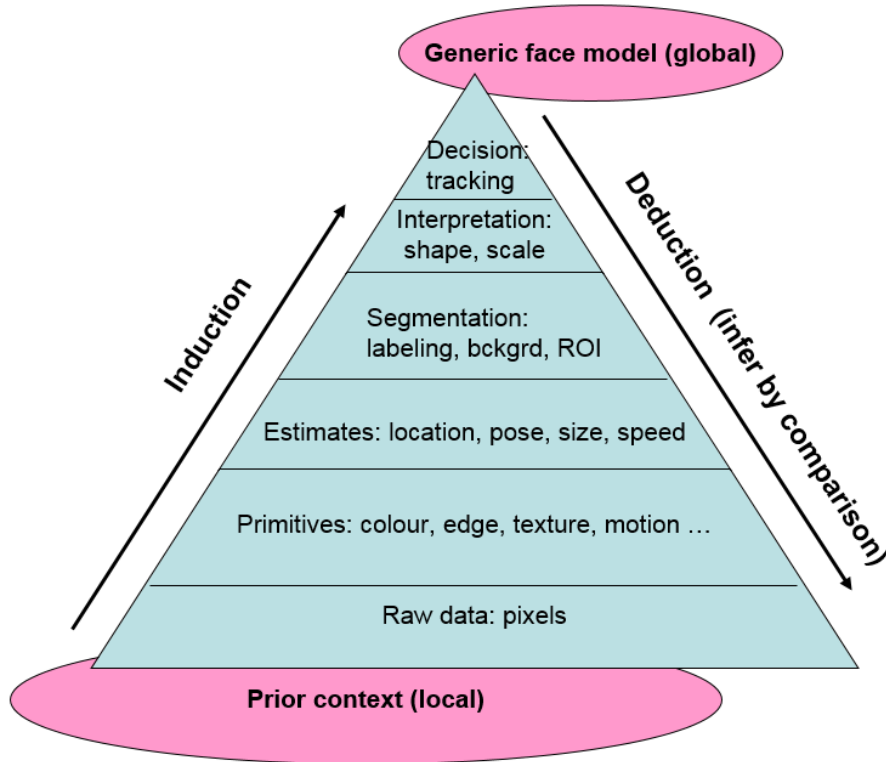 Generic face model (global)
Decision:
tracking
Interpretation:
shape, scale
Induction
Deduction (infer by comparison)
Segmentation:
labeling, bckgrd, ROI
Estimates: location, pose, size, speed
Primitives: colour, edge, texture, motion ...
Raw data: pixels
Prior context (local)